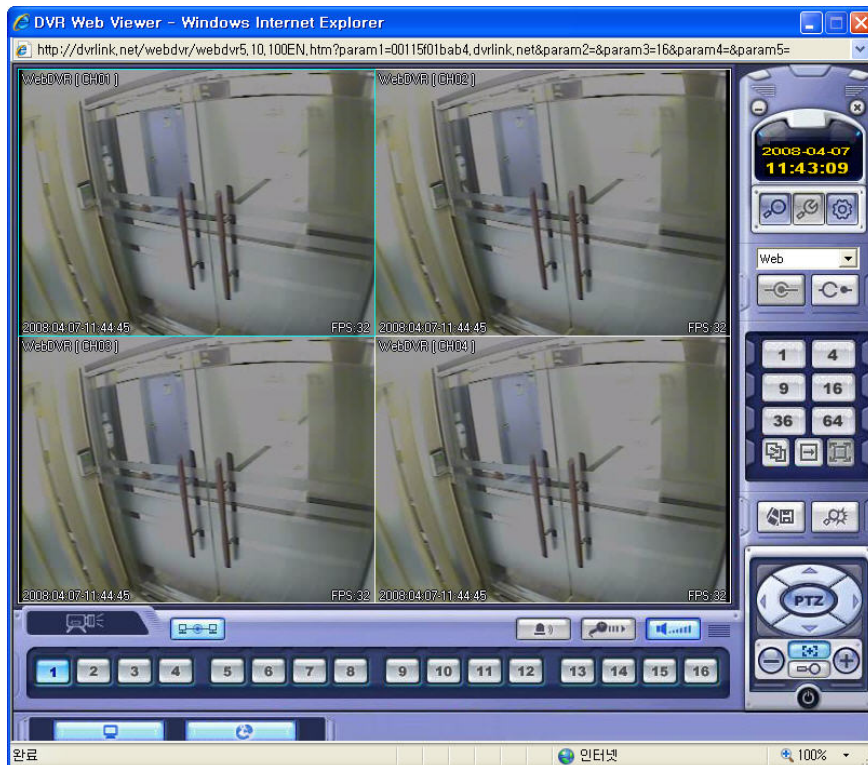 DVR Web Viewer - Windows Internet Explorer
http://dvrlink.net/webdvr/webdvr5,10,100EN.htm?param1=00115f01bab4.dvrlink.net&param2=&param3=16&param4=&param5=
WebDVR [ CH01 ]
WebDVR [ CH02 ]
2008:04:07-11:44:45
FPS:32
2008:04:07-11:44:45
FPS:32
WebDVR [ CH03 ]
WebDVR [ CH04 ]
2008:04:07-11:44:45
FPS:32
2008:04:07-11:44:45
FPS:32
2008-04-07
11:43:09
Web
1 4
9 16
36 64
PTZ
1 2 3 4 5 6 7 8 9 10 11 12 13 14 15 16
완료
인터넷
100%